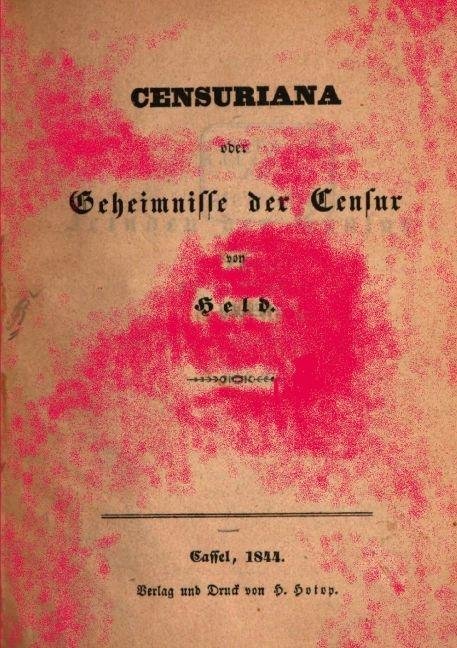 CENSURIANA
oder
Geheimnisse der Censur
von
Held.
Cassel, 1844.
Verlag und Druck von H. Hotop.